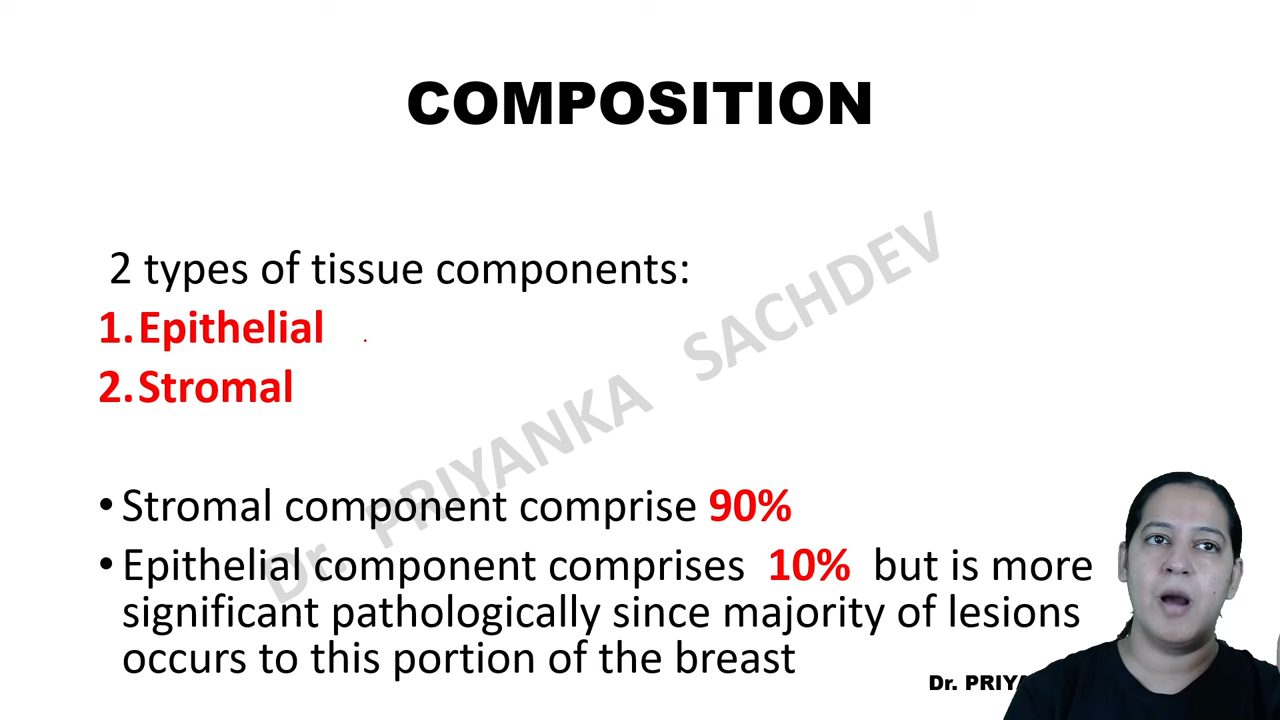 COMPOSITION
2 types of tissue components:
1.Epithelial
2.Stromal
• Stromal component comprise 90%
• Epithelial component comprises 10% but is more
significant pathologically since majority of lesions
occurs to this portion of the breast
Dr. PRIYANKA SACHDEV
Dr.